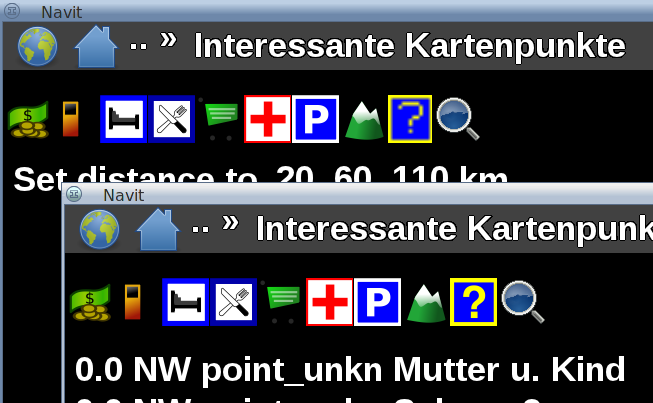 Navit
.. » Interessante Kartenpunkte
$ P ?
Set distance to 20 60 110 km
Navit
.. » Interessante Kartenpunk
$ P ?
0.0 NW point_unkn Mutter u. Kind